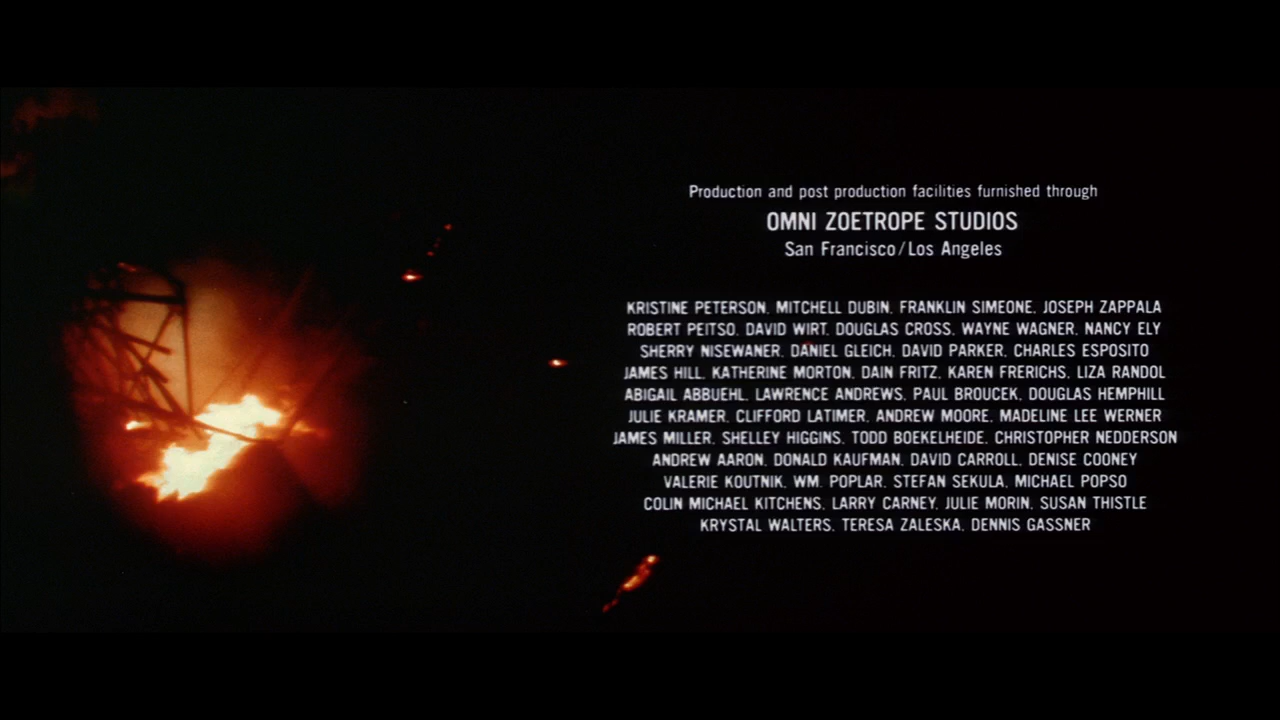 Production and post production facilities furnished through
OMNI ZOETROPE STUDIOS
San Francisco/Los Angeles
KRISTINE PETERSON, MITCHELL DUBIN, FRANKLIN SIMEONE, JOSEPH ZAPPALA
ROBERT PEITSO, DAVID WIRT, DOUGLAS CROSS, WAYNE WAGNER, NANCY ELY
SHERRY NISEWANER, DANIEL GLEICH, DAVID PARKER, CHARLES ESPOSITO
JAMES HILL, KATHERINE MORTON, DAIN FRITZ, KAREN FRERICHS, LIZA RANDOL
ABIGAIL ABBUEHL, LAWRENCE ANDREWS, PAUL BROUCEK, DOUGLAS HEMPHILL
JULIE KRAMER, CLIFFORD LATIMER, ANDREW MOORE, MADELINE LEE WERNER
JAMES MILLER, SHELLEY HIGGINS, TODD BOEKELHEIDE, CHRISTOPHER NEDDERSON
ANDREW AARON, DONALD KAUFMAN, DAVID CARROLL, DENISE COONEY
VALERIE KOUTNIK, WM. POPLAR, STEFAN SEKULA, MICHAEL POPSO
COLIN MICHAEL KITCHENS, LARRY CARNEY, JULIE MORIN, SUSAN THISTLE
KRYSTAL WALTERS, TERESA ZALESKA, DENNIS GASSNER